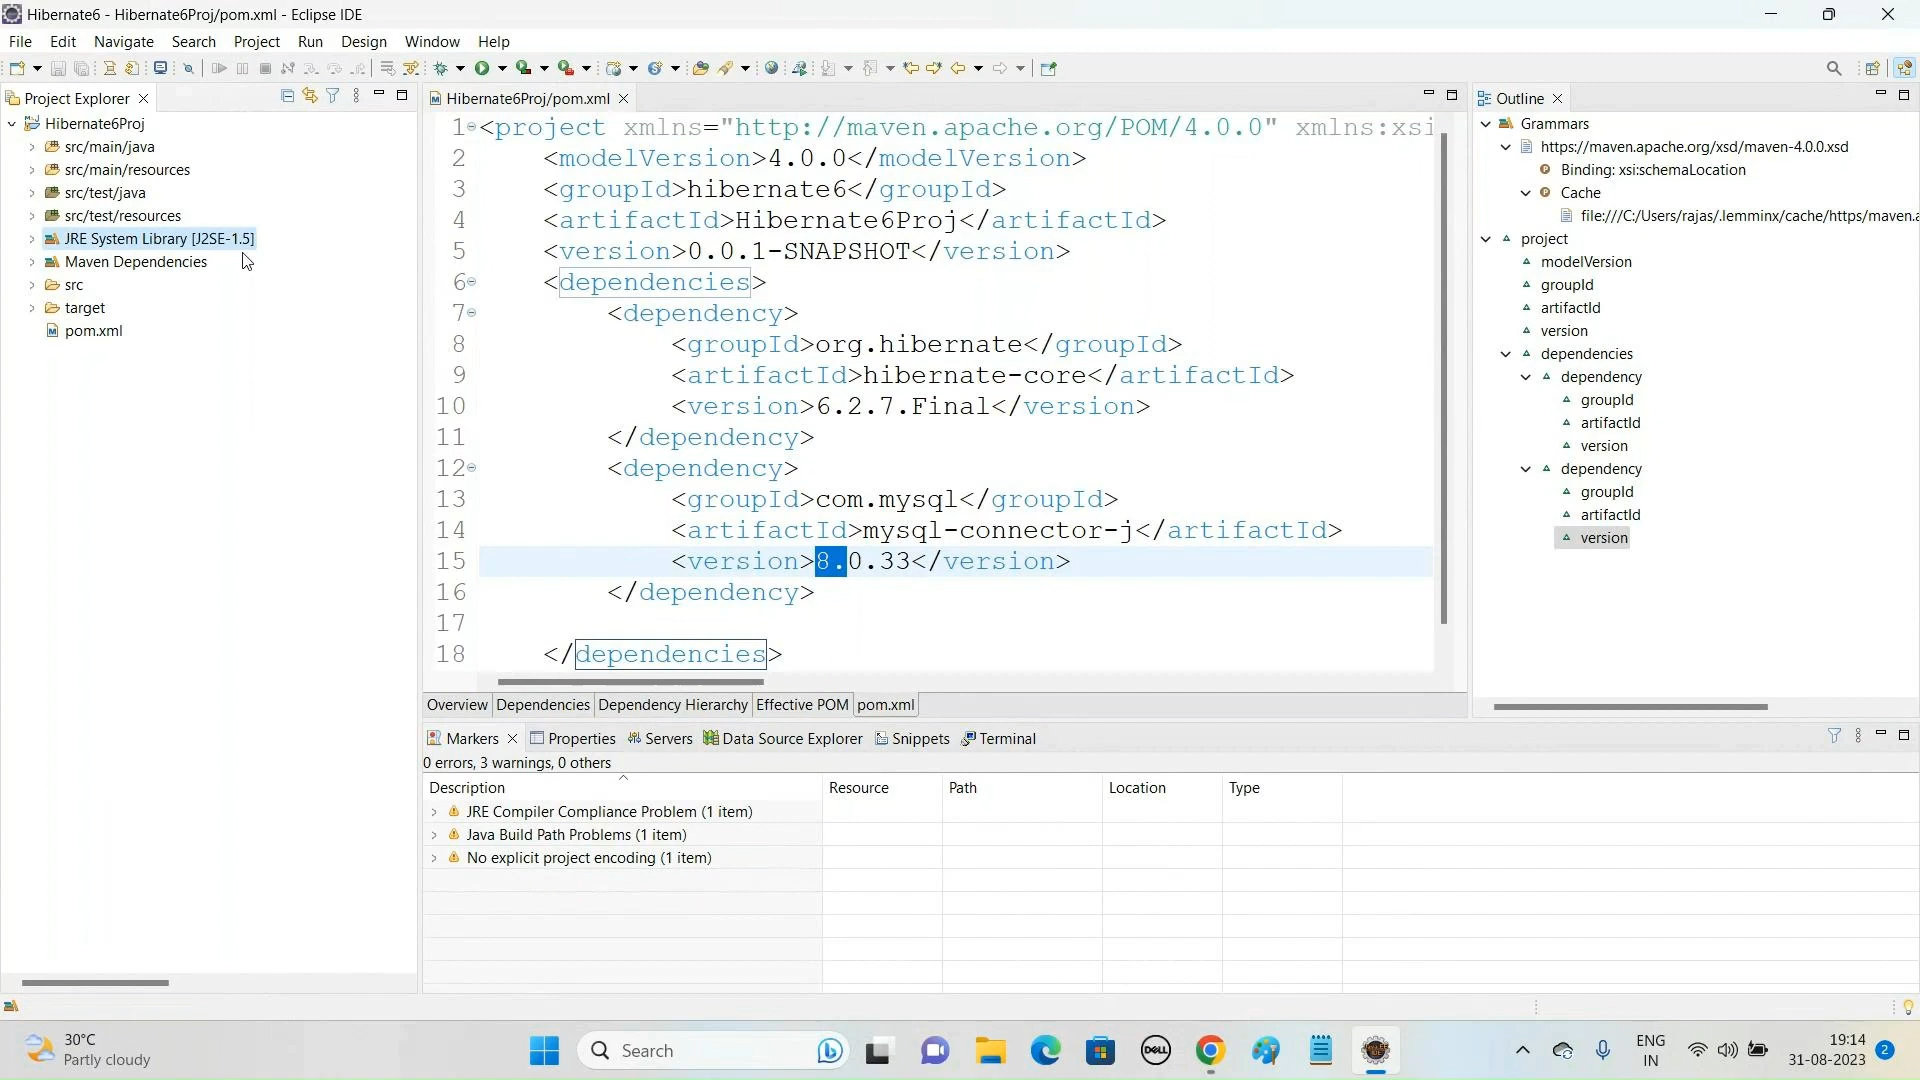 Hibernate6 - Hibernate6Proj/pom.xml - Eclipse IDE
File Edit Navigate Search Project Run Design Window Help
Project Explorer
Hibernate6Proj
src/main/java
src/main/resources
src/test/java
src/test/resources
JRE System Library [J2SE-1.5]
Maven Dependencies
src
target
pom.xml
Hibernate6Proj/pom.xml
1 <project xmlns="http://maven.apache.org/POM/4.0.0" xmlns:xsi
2 <modelVersion>4.0.0</modelVersion>
3 <groupId>hibernate6</groupId>
4 <artifactId>Hibernate6Proj</artifactId>
5 <version>0.0.1-SNAPSHOT</version>
6 <dependencies>
7 <dependency>
8 <groupId>org.hibernate</groupId>
9 <artifactId>hibernate-core</artifactId>
10 <version>6.2.7.Final</version>
11 </dependency>
12 <dependency>
13 <groupId>com.mysql</groupId>
14 <artifactId>mysql-connector-j</artifactId>
15 <version>8.0.33</version>
16 </dependency>
17
18 </dependencies>
Overview Dependencies Dependency Hierarchy Effective POM pom.xml
Outline
Grammars
https://maven.apache.org/xsd/maven-4.0.0.xsd
Binding: xsi:schemaLocation
Cache
file:///C:/Users/rajas/.lemminx/cache/https/maven.a
project
modelVersion
groupId
artifactId
version
dependencies
dependency
groupId
artifactId
version
dependency
groupId
artifactId
version
Markers Properties Servers Data Source Explorer Snippets Terminal
0 errors, 3 warnings, 0 others
Description Resource Path Location Type
JRE Compiler Compliance Problem (1 item)
Java Build Path Problems (1 item)
No explicit project encoding (1 item)
30°C
Partly cloudy
Search
DELL
ENG
IN
19:14
31-08-2023
2